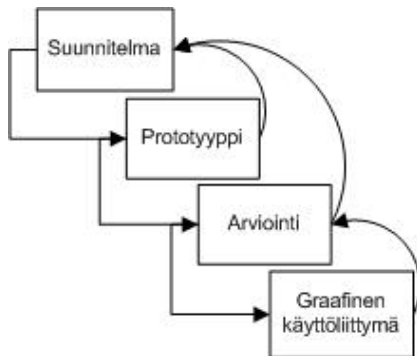 Suunnitelma
Prototyyppi
Arviointi
Graafinen
käyttöliittymä